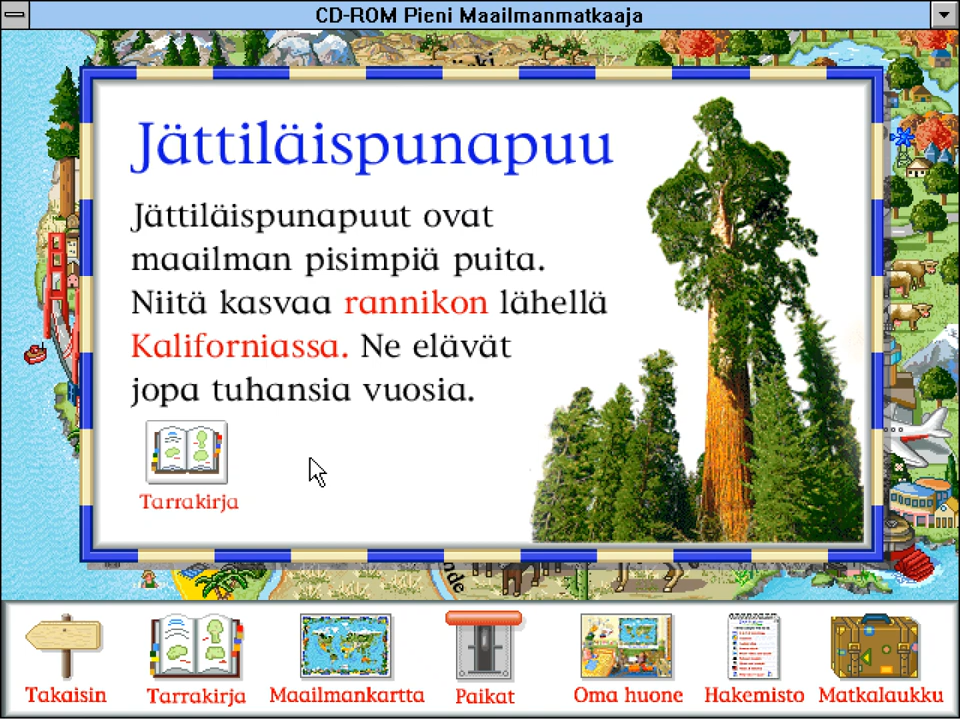 CD-ROM Pieni Maailmanmatkaaja
Jättiläispunapuu
Jättiläispunapuut ovat
maailman pisimpiä puita.
Niitä kasvaa rannikon lähellä
Kaliforniassa. Ne elävät
jopa tuhansia vuosia.
Tarrakirja
Takaisin
Tarrakirja
Maailmankartta
Paikat
Oma huone
Hakemisto
Matkalaukku